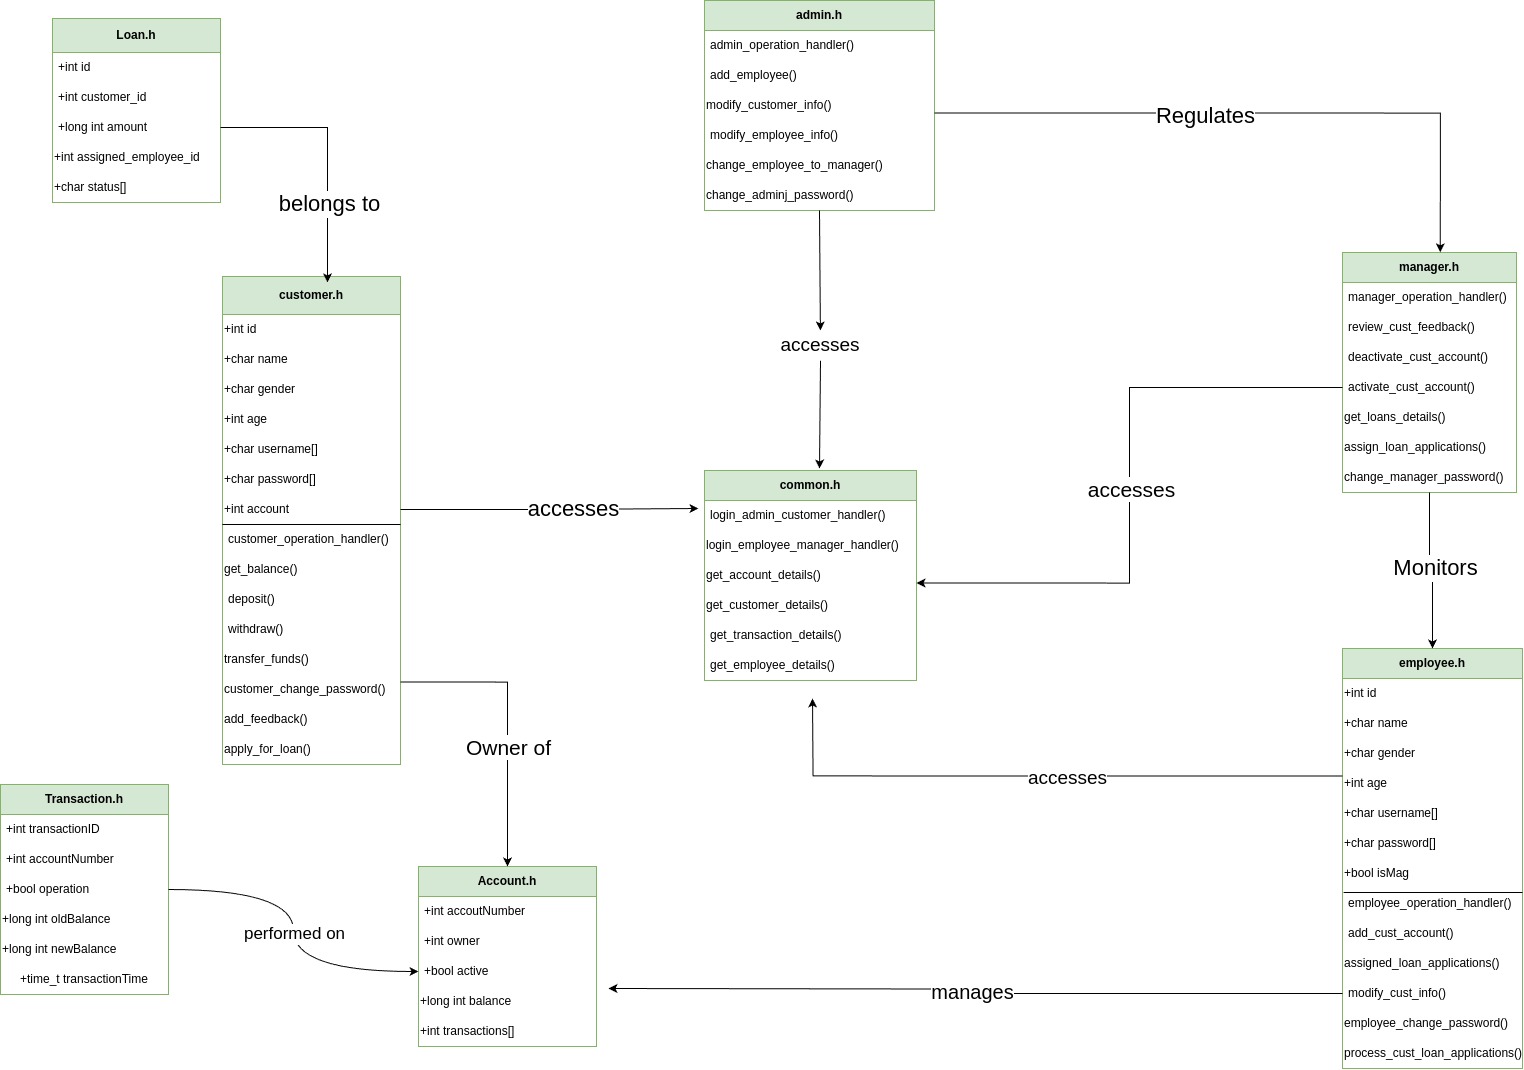 Loan.h
+int id
+int customer_id
+long int amount
+int assigned_employee_id
+char status[]
belongs to
admin.h
admin_operation_handler()
add_employee()
modify_customer_info()
modify_employee_info()
change_employee_to_manager()
change_adminj_password()
Regulates
accesses
manager.h
manager_operation_handler()
review_cust_feedback()
deactivate_cust_account()
activate_cust_account()
get_loans_details()
assign_loan_applications()
change_manager_password()
customer.h
+int id
+char name
+char gender
+int age
+char username[]
+char password[]
+int account
customer_operation_handler()
get_balance()
deposit()
withdraw()
transfer_funds()
customer_change_password()
add_feedback()
apply_for_loan()
accesses
common.h
login_admin_customer_handler()
login_employee_manager_handler()
get_account_details()
get_customer_details()
get_transaction_details()
get_employee_details()
accesses
Monitors
employee.h
+int id
+char name
+char gender
+int age
+char username[]
+char password[]
+bool isMag
employee_operation_handler()
add_cust_account()
assigned_loan_applications()
modify_cust_info()
employee_change_password()
process_cust_loan_applications()
accesses
Owner of
Transaction.h
+int transactionID
+int accountNumber
+bool operation
+long int oldBalance
+long int newBalance
+time_t transactionTime
performed on
Account.h
+int accoutNumber
+int owner
+bool active
+long int balance
+int transactions[]
manages